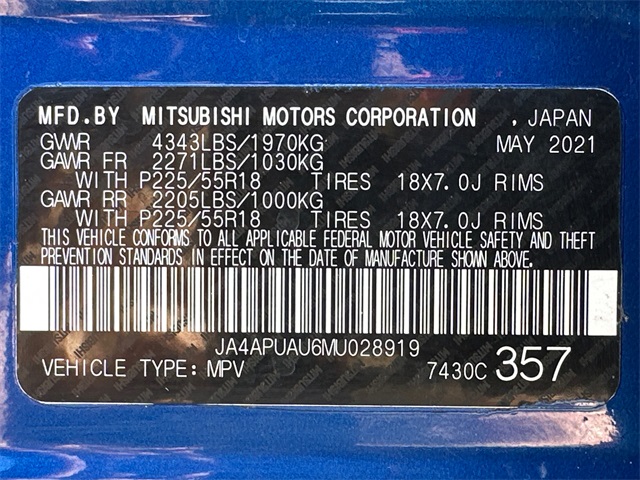 MFD.BY MITSUBISHI MOTORS CORPORATION , JAPAN
GVWR 4343LBS/1970KG MAY 2021
GAWR FR 2271LBS/1030KG
WITH P225/55R18 TIRES 18X7.0J RIMS
GAWR RR 2205LBS/1000KG
WITH P225/55R18 TIRES 18X7.0J RIMS
THIS VEHICLE CONFORMS TO ALL APPLICABLE FEDERAL MOTOR VEHICLE SAFETY AND THEFT
PREVENTION STANDARDS IN EFFECT ON THE DATE OF MANUFACTURE SHOWN ABOVE.
JA4APUAU6MU028919
VEHICLE TYPE: MPV 7430C 357